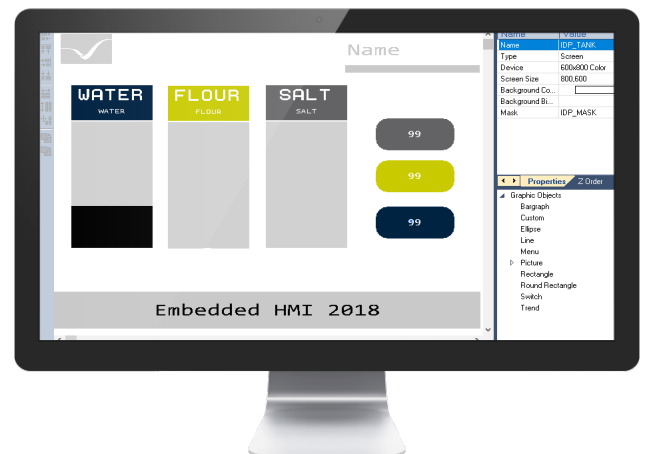 Name Value
Name IDP_TANK
Type Screen
Device 600x800 Color
Screen Size 800,600
Background Co...
Background Bi...
Mask IDP_MASK
Name
WATER FLOUR SALT
WATER FLOUR SALT
99
99
99
Embedded HMI 2018
Properties Z Order
Graphic Objects
Bargraph
Custom
Ellipse
Line
Menu
Picture
Rectangle
Round Rectangle
Switch
Trend